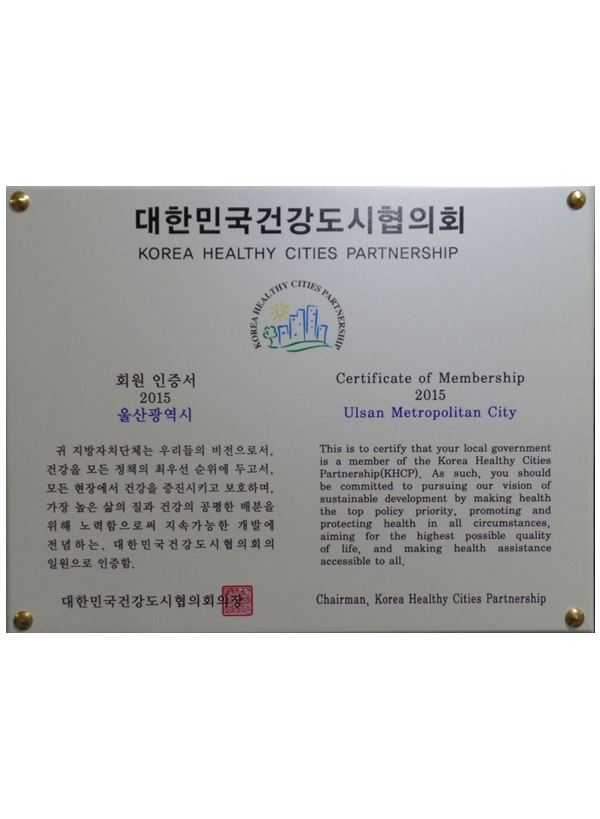 대한민국건강도시협의회
KOREA HEALTHY CITIES PARTNERSHIP
KOREA HEALTHY CITIES PARTNERSHIP
회원 인증서
2015
울산광역시
귀 지방자치단체는 우리들의 비전으로서,
건강을 모든 정책의 최우선 순위에 두고서,
모든 현장에서 건강을 증진시키고 보호하며,
가장 높은 삶의 질과 건강의 공평한 배분을
위해 노력함으로써 지속가능한 개발에
전념하는, 대한민국건강도시협의회의
일원으로 인증함.
대한민국건강도시협의회의장
Certificate of Membership
2015
Ulsan Metropolitan City
This is to certify that your local government
is a member of the Korea Healthy Cities
Partnership(KHCP). As such, you should
be committed to pursuing our vision of
sustainable development by making health
the top policy priority, promoting and
protecting health in all circumstances,
aiming for the highest possible quality
of life, and making health assistance
accessible to all.
Chairman, Korea Healthy Cities Partnership